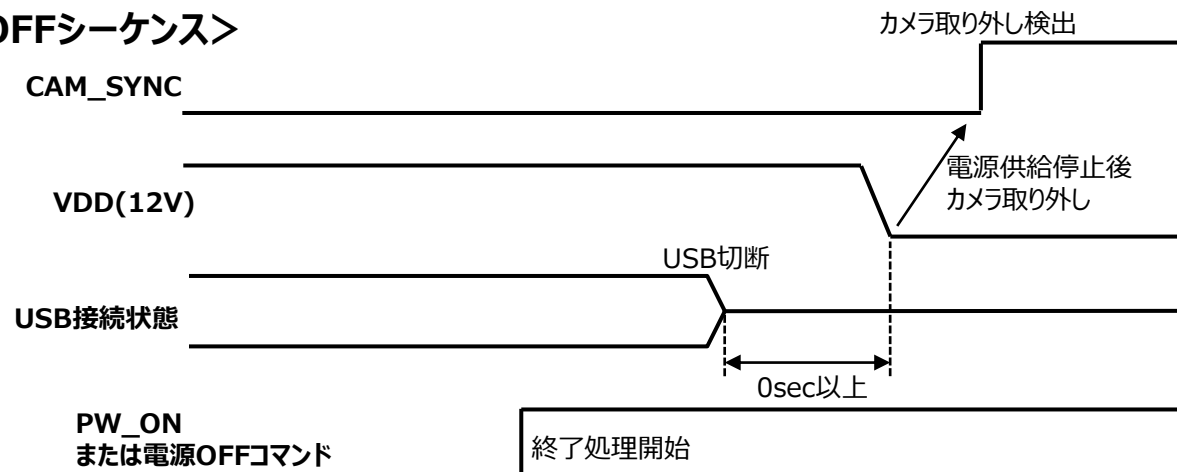 OFFシーケンス＞
カメラ取り外し検出
CAM_SYNC
電源供給停止後
カメラ取り外し
VDD(12V)
USB切断
USB接続状態
0sec以上
PW_ON
または電源OFFコマンド
終了処理開始